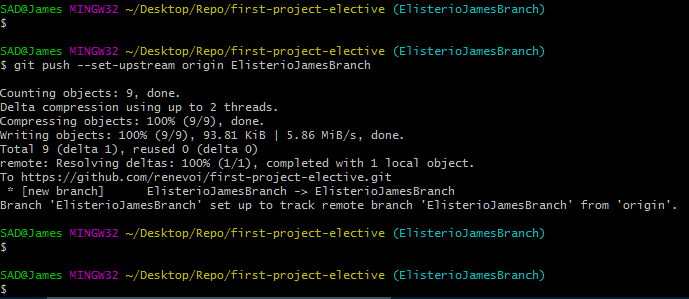 SAD@James MINGW32 ~/Desktop/Repo/first-project-elective (ElisterioJamesBranch)
$
SAD@James MINGW32 ~/Desktop/Repo/first-project-elective (ElisterioJamesBranch)
$ git push --set-upstream origin ElisterioJamesBranch
Counting objects: 9, done.
Delta compression using up to 2 threads.
Compressing objects: 100% (9/9), done.
Writing objects: 100% (9/9), 93.81 KiB | 5.86 MiB/s, done.
Total 9 (delta 1), reused 0 (delta 0)
remote: Resolving deltas: 100% (1/1), completed with 1 local object.
To https://github.com/renevoi/first-project-elective.git
 * [new branch]      ElisterioJamesBranch -> ElisterioJamesBranch
Branch 'ElisterioJamesBranch' set up to track remote branch 'ElisterioJamesBranch' from 'origin'.
SAD@James MINGW32 ~/Desktop/Repo/first-project-elective (ElisterioJamesBranch)
$
SAD@James MINGW32 ~/Desktop/Repo/first-project-elective (ElisterioJamesBranch)
$